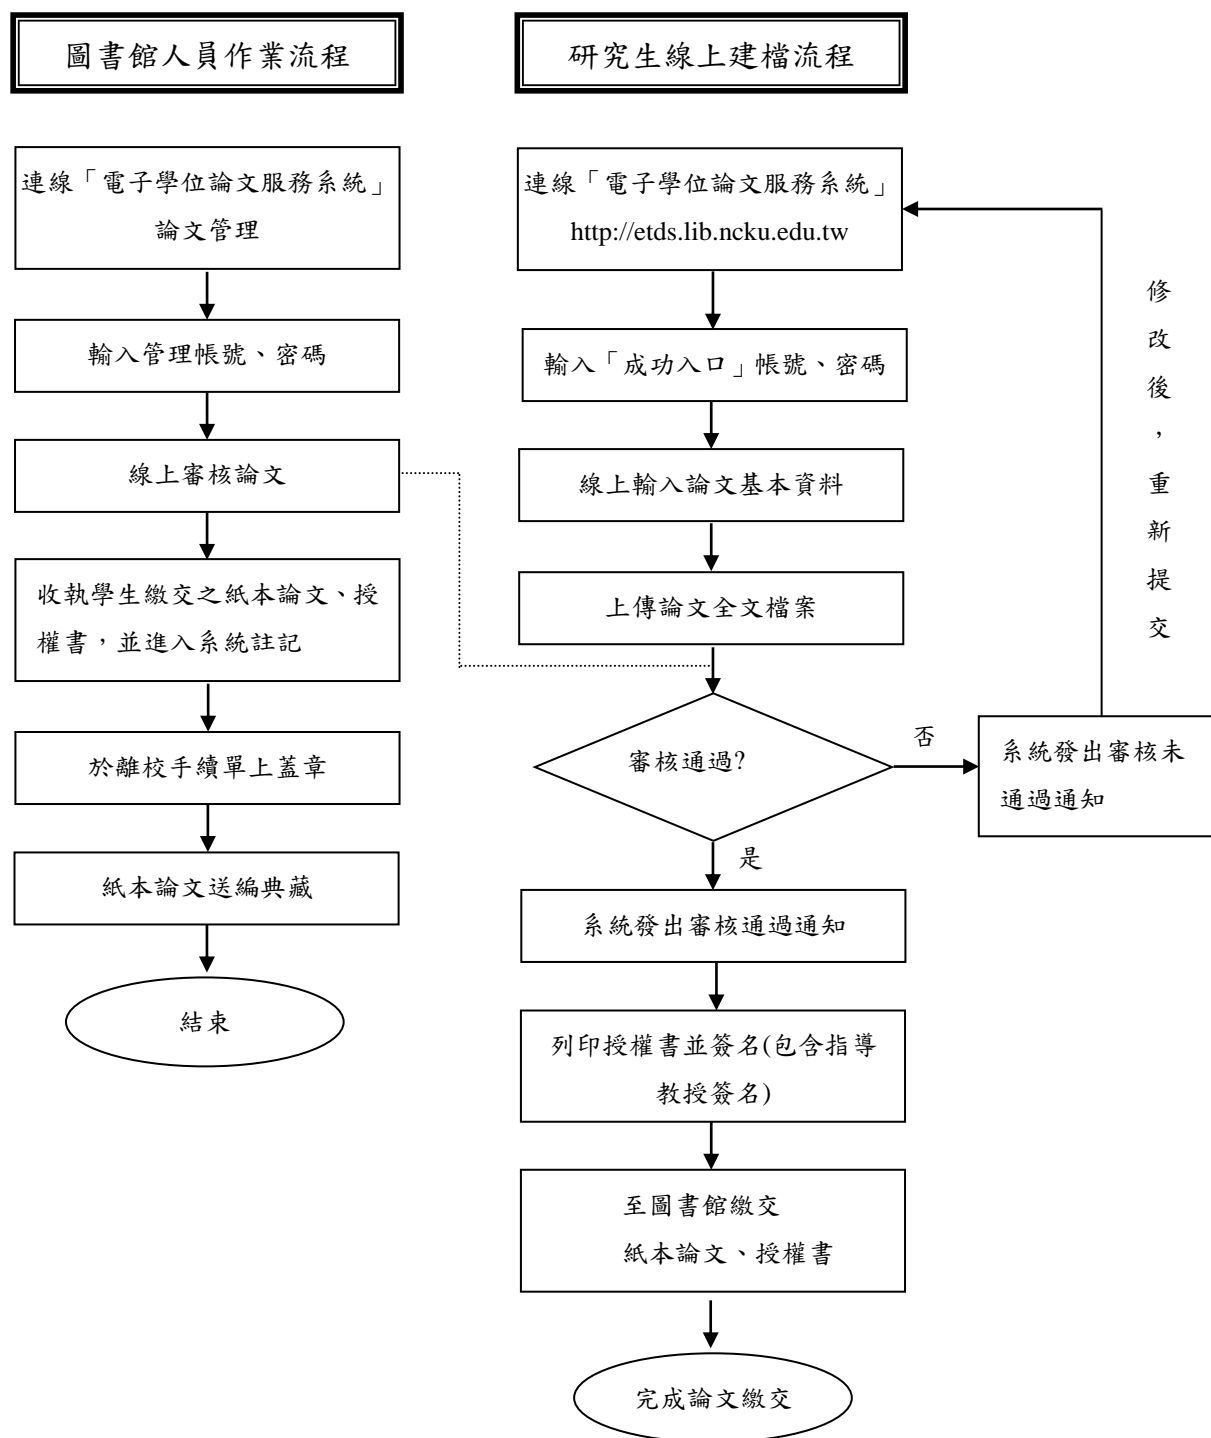 圖書館人員作業流程
連線「電子學位論文服務系統」
論文管理
輸入管理帳號、密碼
線上審核論文
收執學生繳交之紙本論文、授
權書，並進入系統註記
於離校手續單上蓋章
紙本論文送編典藏
結束
研究生線上建檔流程
連線「電子學位論文服務系統」
http://etds.lib.ncku.edu.tw
輸入「成功入口」帳號、密碼
線上輸入論文基本資料
上傳論文全文檔案
審核通過?
否
系統發出審核未
通過通知
修改後，重新提交
是
系統發出審核通過通知
列印授權書並簽名(包含指導
教授簽名)
至圖書館繳交
紙本論文、授權書
完成論文繳交